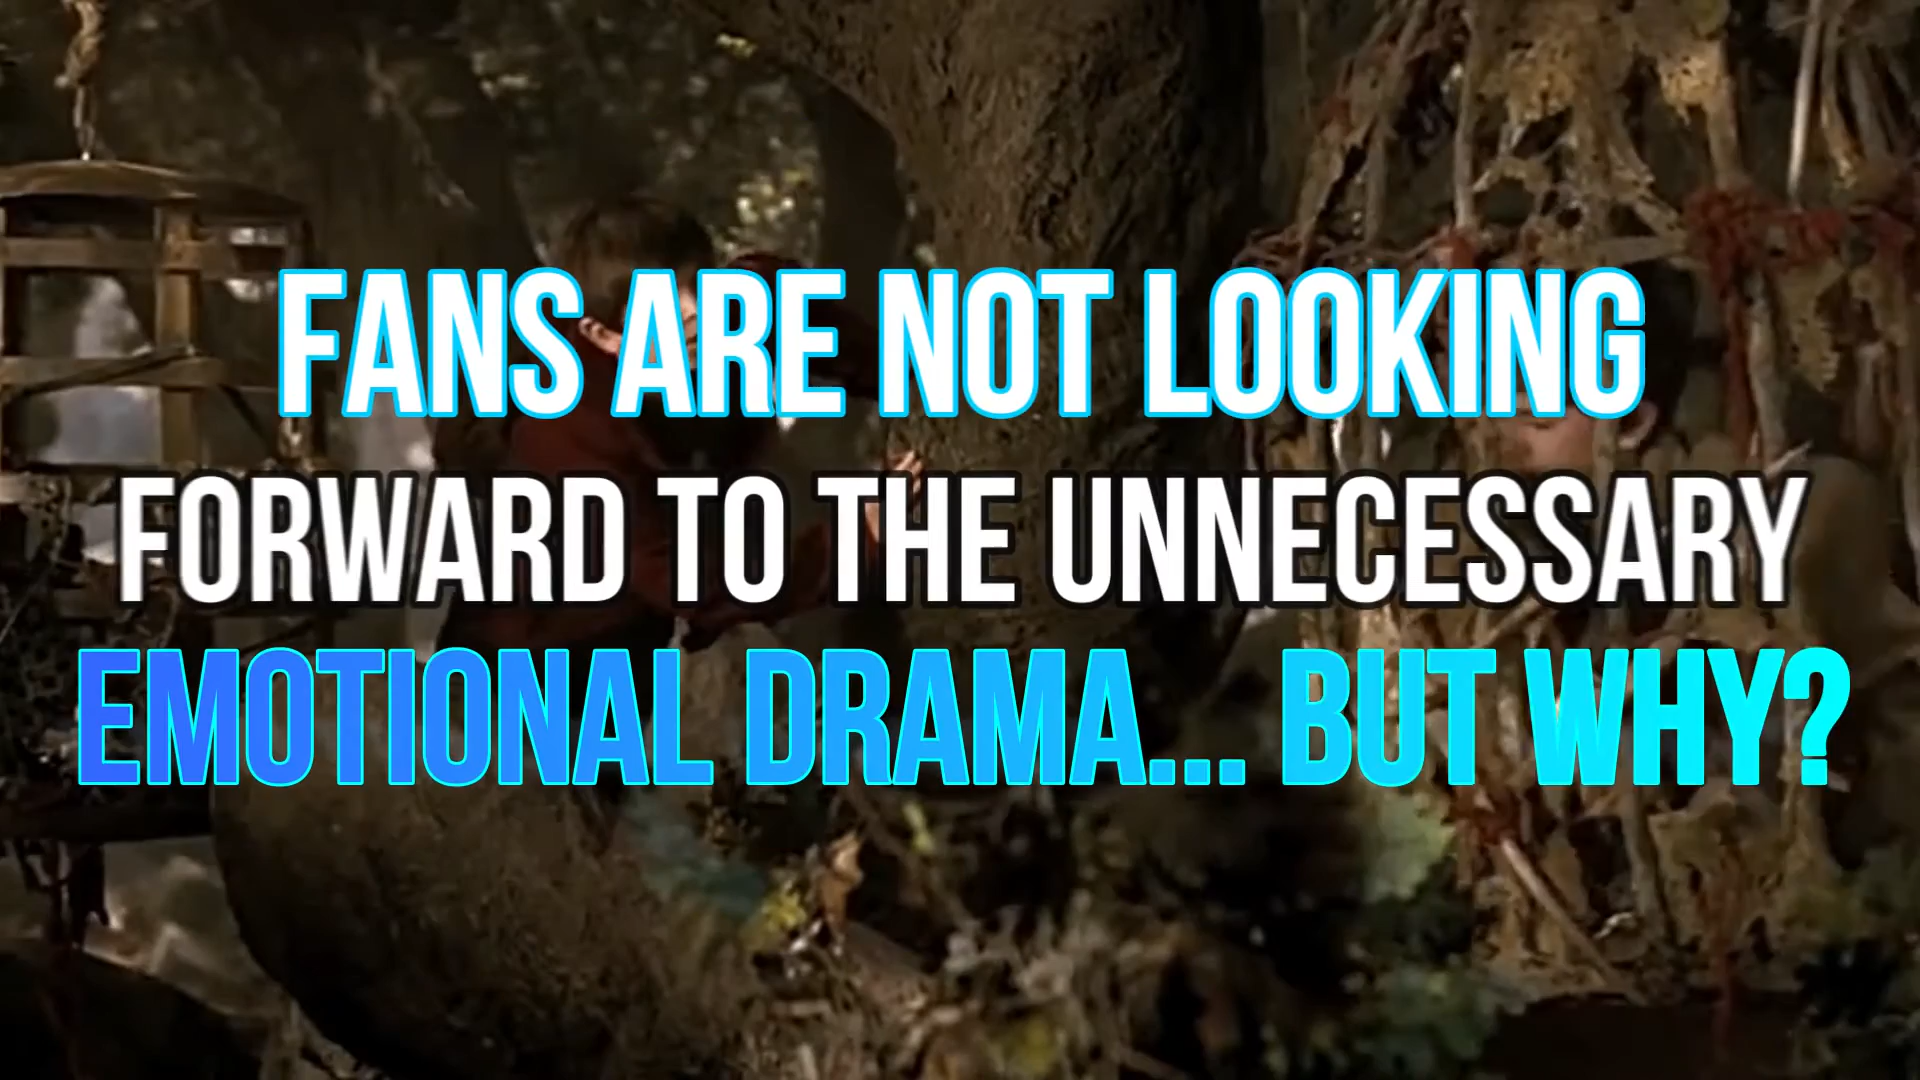 FANS ARE NOT LOOKING
FORWARD TO THE UNNECESSARY
EMOTIONAL DRAMA... BUT WHY?